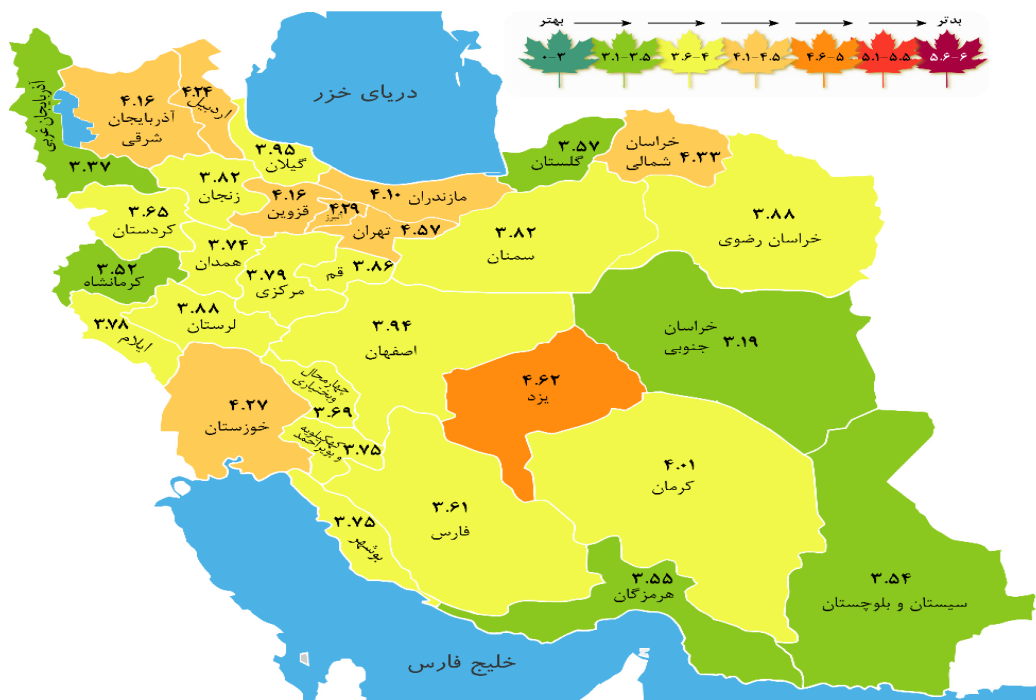 بهتر
بدتر
۰-۳
۳.۱-۳.۵
۳.۶-۴
۴.۱-۴.۵
۴.۶-۵
۵.۱-۵.۵
۵.۶-۶
دریای خزر
آذربایجان غربی
۳.۳۷
۴.۱۶
آذربایجان
شرقی
۴.۲۴
اردبیل
۳.۹۵
گیلان
۳.۸۲
زنجان
۴.۱۶
قزوین
۴.۲۹
البرز
۴.۱۰
مازندران
تهران
۴.۵۷
۳.۵۷
گلستان
خراسان
شمالی
۴.۳۳
۳.۸۸
خراسان رضوی
۳.۸۲
سمنان
۳.۶۵
کردستان
۳.۷۴
همدان
۳.۵۲
کرمانشاه
۳.۷۹
مرکزی
قم
۳.۸۶
۳.۷۸
ایلام
۳.۸۸
لرستان
۳.۹۴
اصفهان
خراسان
جنوبی
۳.۱۹
۴.۶۲
یزد
چهارمحال
وبختیاری
۳.۶۹
۴.۲۷
خوزستان
کهکیلویه
و بویراحمد
۳.۷۵
۴.۰۱
کرمان
۳.۶۱
فارس
۳.۷۵
بوشهر
۳.۵۵
هرمزگان
۳.۵۴
سیستان و بلوچستان
خلیج فارس